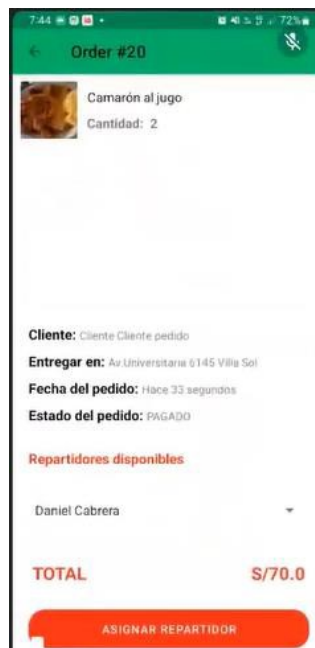 7:44
72%
Order #20
Camarón al jugo
Cantidad: 2
Cliente: Cliente Cliente pedido
Entregar en: Av.Universitaria 6145 Villa Sol
Fecha del pedido: Hace 33 segundos
Estado del pedido: PAGADO
Repartidores disponibles
Daniel Cabrera
TOTAL S/70.0
ASIGNAR REPARTIDOR